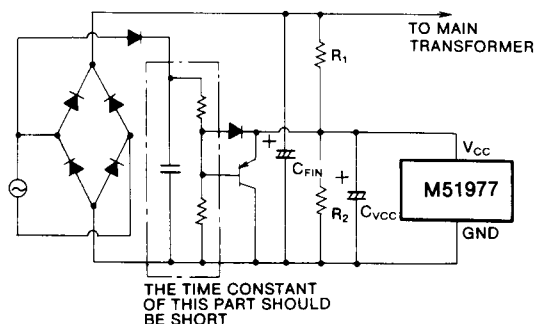 TO MAIN
TRANSFORMER
R1
VCC
+
CFIN
+
M51977
R2
CVCC
GND
THE TIME CONSTANT
OF THIS PART SHOULD
BE SHORT